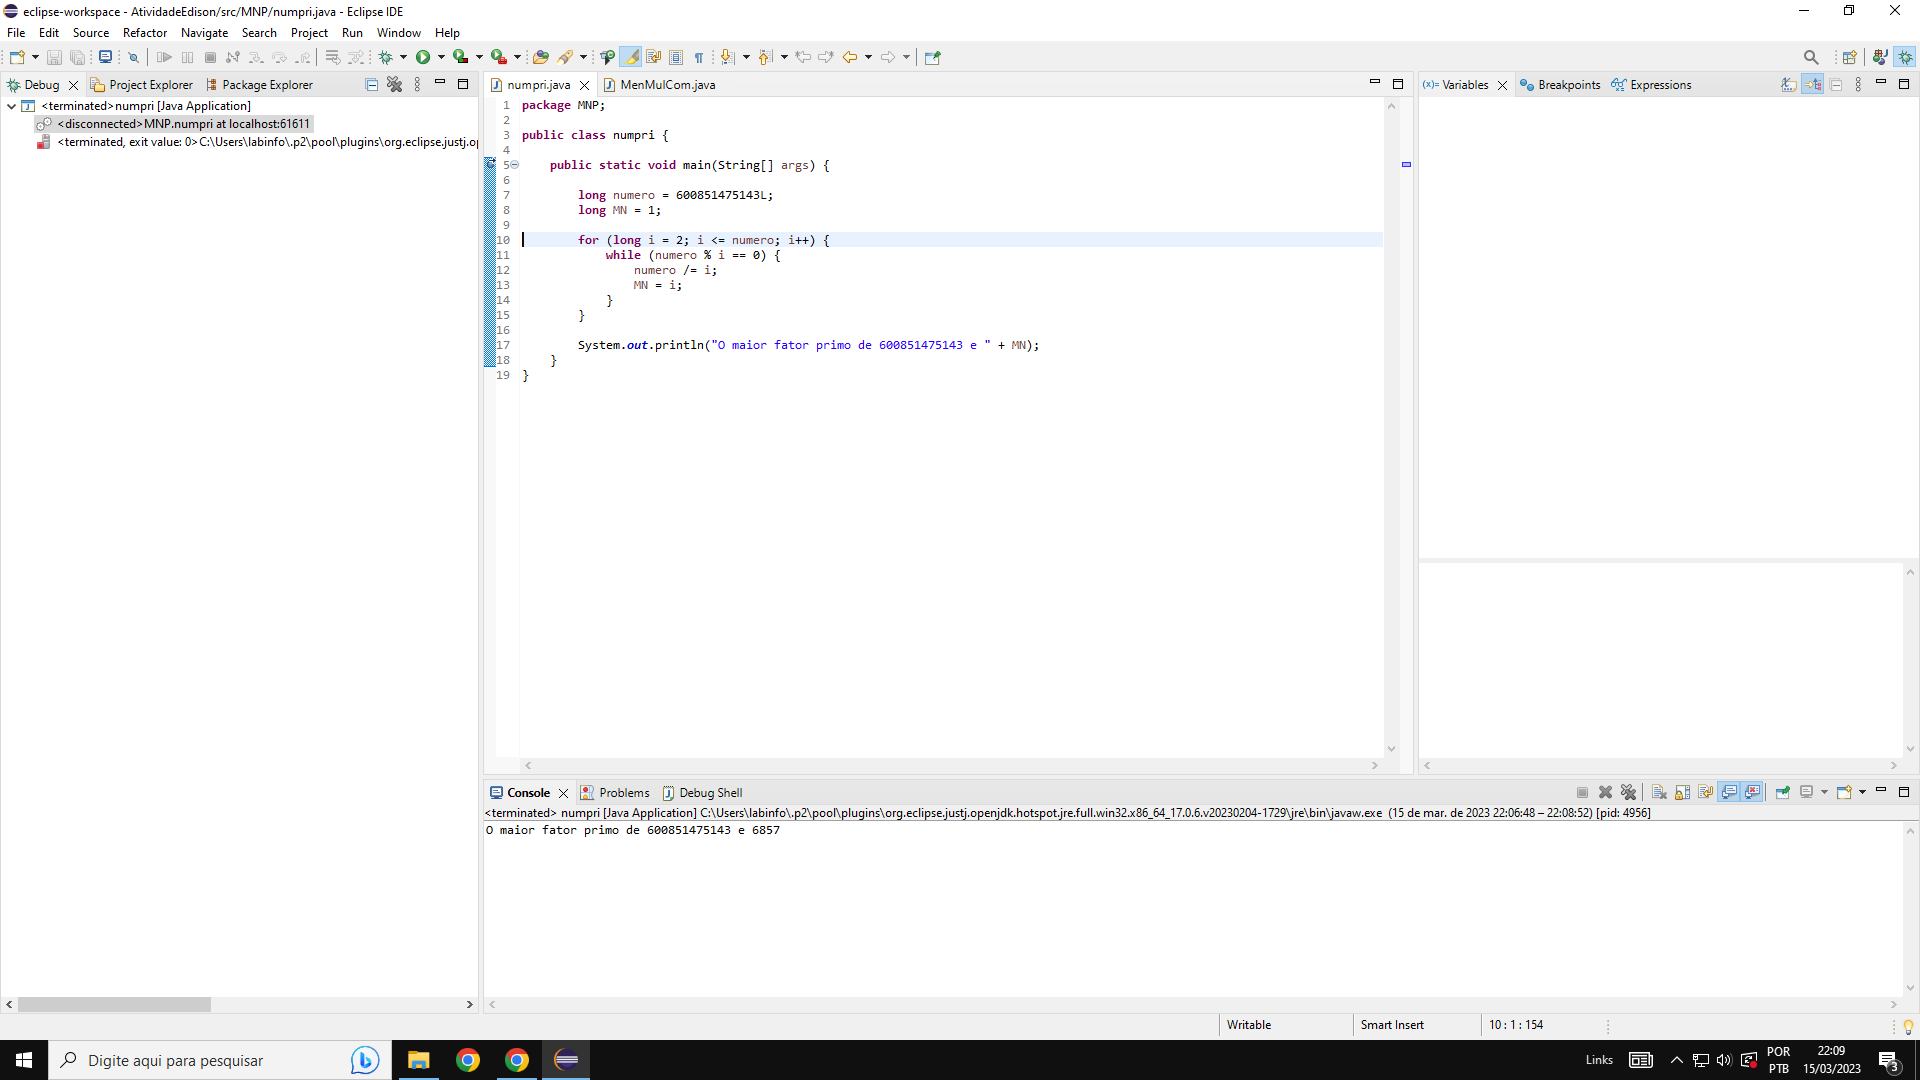 eclipse-workspace - AtividadeEdison/src/MNP/numpri.java - Eclipse IDE
File Edit Source Refactor Navigate Search Project Run Window Help
Debug Project Explorer Package Explorer
<terminated>numpri [Java Application]
<disconnected>MNP.numpri at localhost:61611
<terminated, exit value: 0>C:\Users\labinfo\.p2\pool\plugins\org.eclipse.justj.o
numpri.java MenMulCom.java
1 package MNP;
2
3 public class numpri {
4
5 public static void main(String[] args) {
6
7 long numero = 600851475143L;
8 long MN = 1;
9
10 for (long i = 2; i <= numero; i++) {
11 while (numero % i == 0) {
12 numero /= i;
13 MN = i;
14 }
15 }
16
17 System.out.println("O maior fator primo de 600851475143 e " + MN);
18 }
19 }
(x)= Variables Breakpoints Expressions
Console Problems Debug Shell
<terminated> numpri [Java Application] C:\Users\labinfo\.p2\pool\plugins\org.eclipse.justj.openjdk.hotspot.jre.full.win32.x86_64_17.0.6.v20230204-1729\jre\bin\javaw.exe (15 de mar. de 2023 22:06:48 – 22:08:52) [pid: 4956]
O maior fator primo de 600851475143 e 6857
Writable Smart Insert 10 : 1 : 154
Digite aqui para pesquisar
Links
POR
PTB
22:09
15/03/2023
3